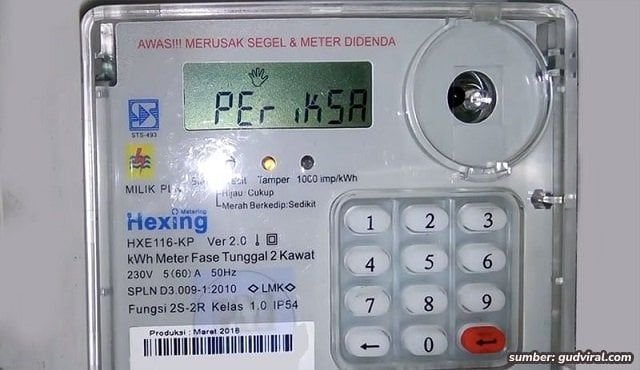 AWAS!!! MERUSAK SEGEL & METER DIDENDA
PEriKSA
STS-493
MILIK
Tamper 1000 imp/kWh
Hijau: Cukup
Merah Berkedip: Sedikit
Hexing
Metering
HXE116-KP Ver 2.0
kWh Meter Fase Tunggal 2 Kawat
230V 5(60)A 50Hz
SPLN D3.009-1:2010 LMK
Fungsi 2S-2R Kelas 1.0 IP54
Produksi : Maret 2018
1 2 3
4 5 6
7 8 9
← 0
sumber: gudviral.com